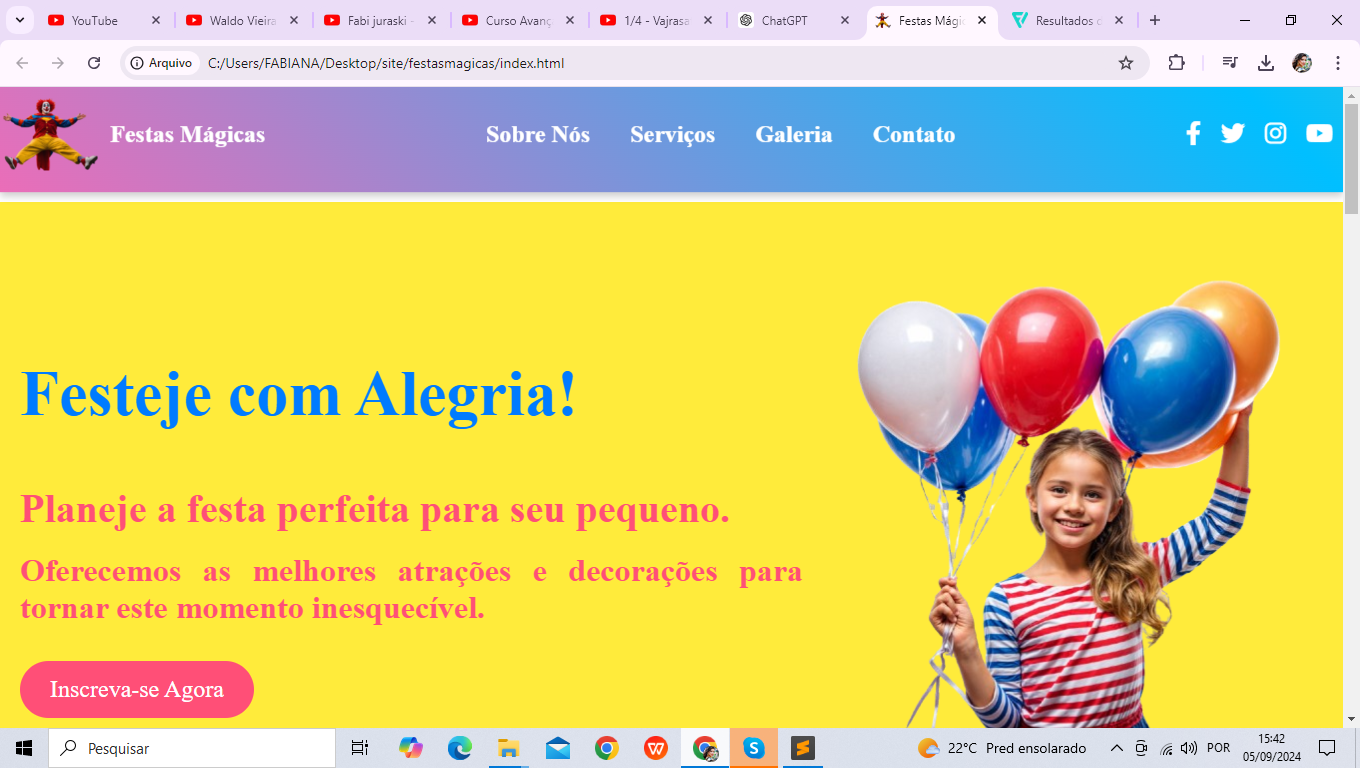 YouTube
Waldo Vieira
Fabi juraski -
Curso Avanç
1/4 - Vajrasa
ChatGPT
Festas Mágic
Resultados d
Arquivo
C:/Users/FABIANA/Desktop/site/festasmagicas/index.html
Festas Mágicas
Sobre Nós
Serviços
Galeria
Contato
Festeje com Alegria!
Planeje a festa perfeita para seu pequeno.
Oferecemos as melhores atrações e decorações para
tornar este momento inesquecível.
Inscreva-se Agora
Pesquisar
22°C Pred ensolarado
POR
15:42
05/09/2024